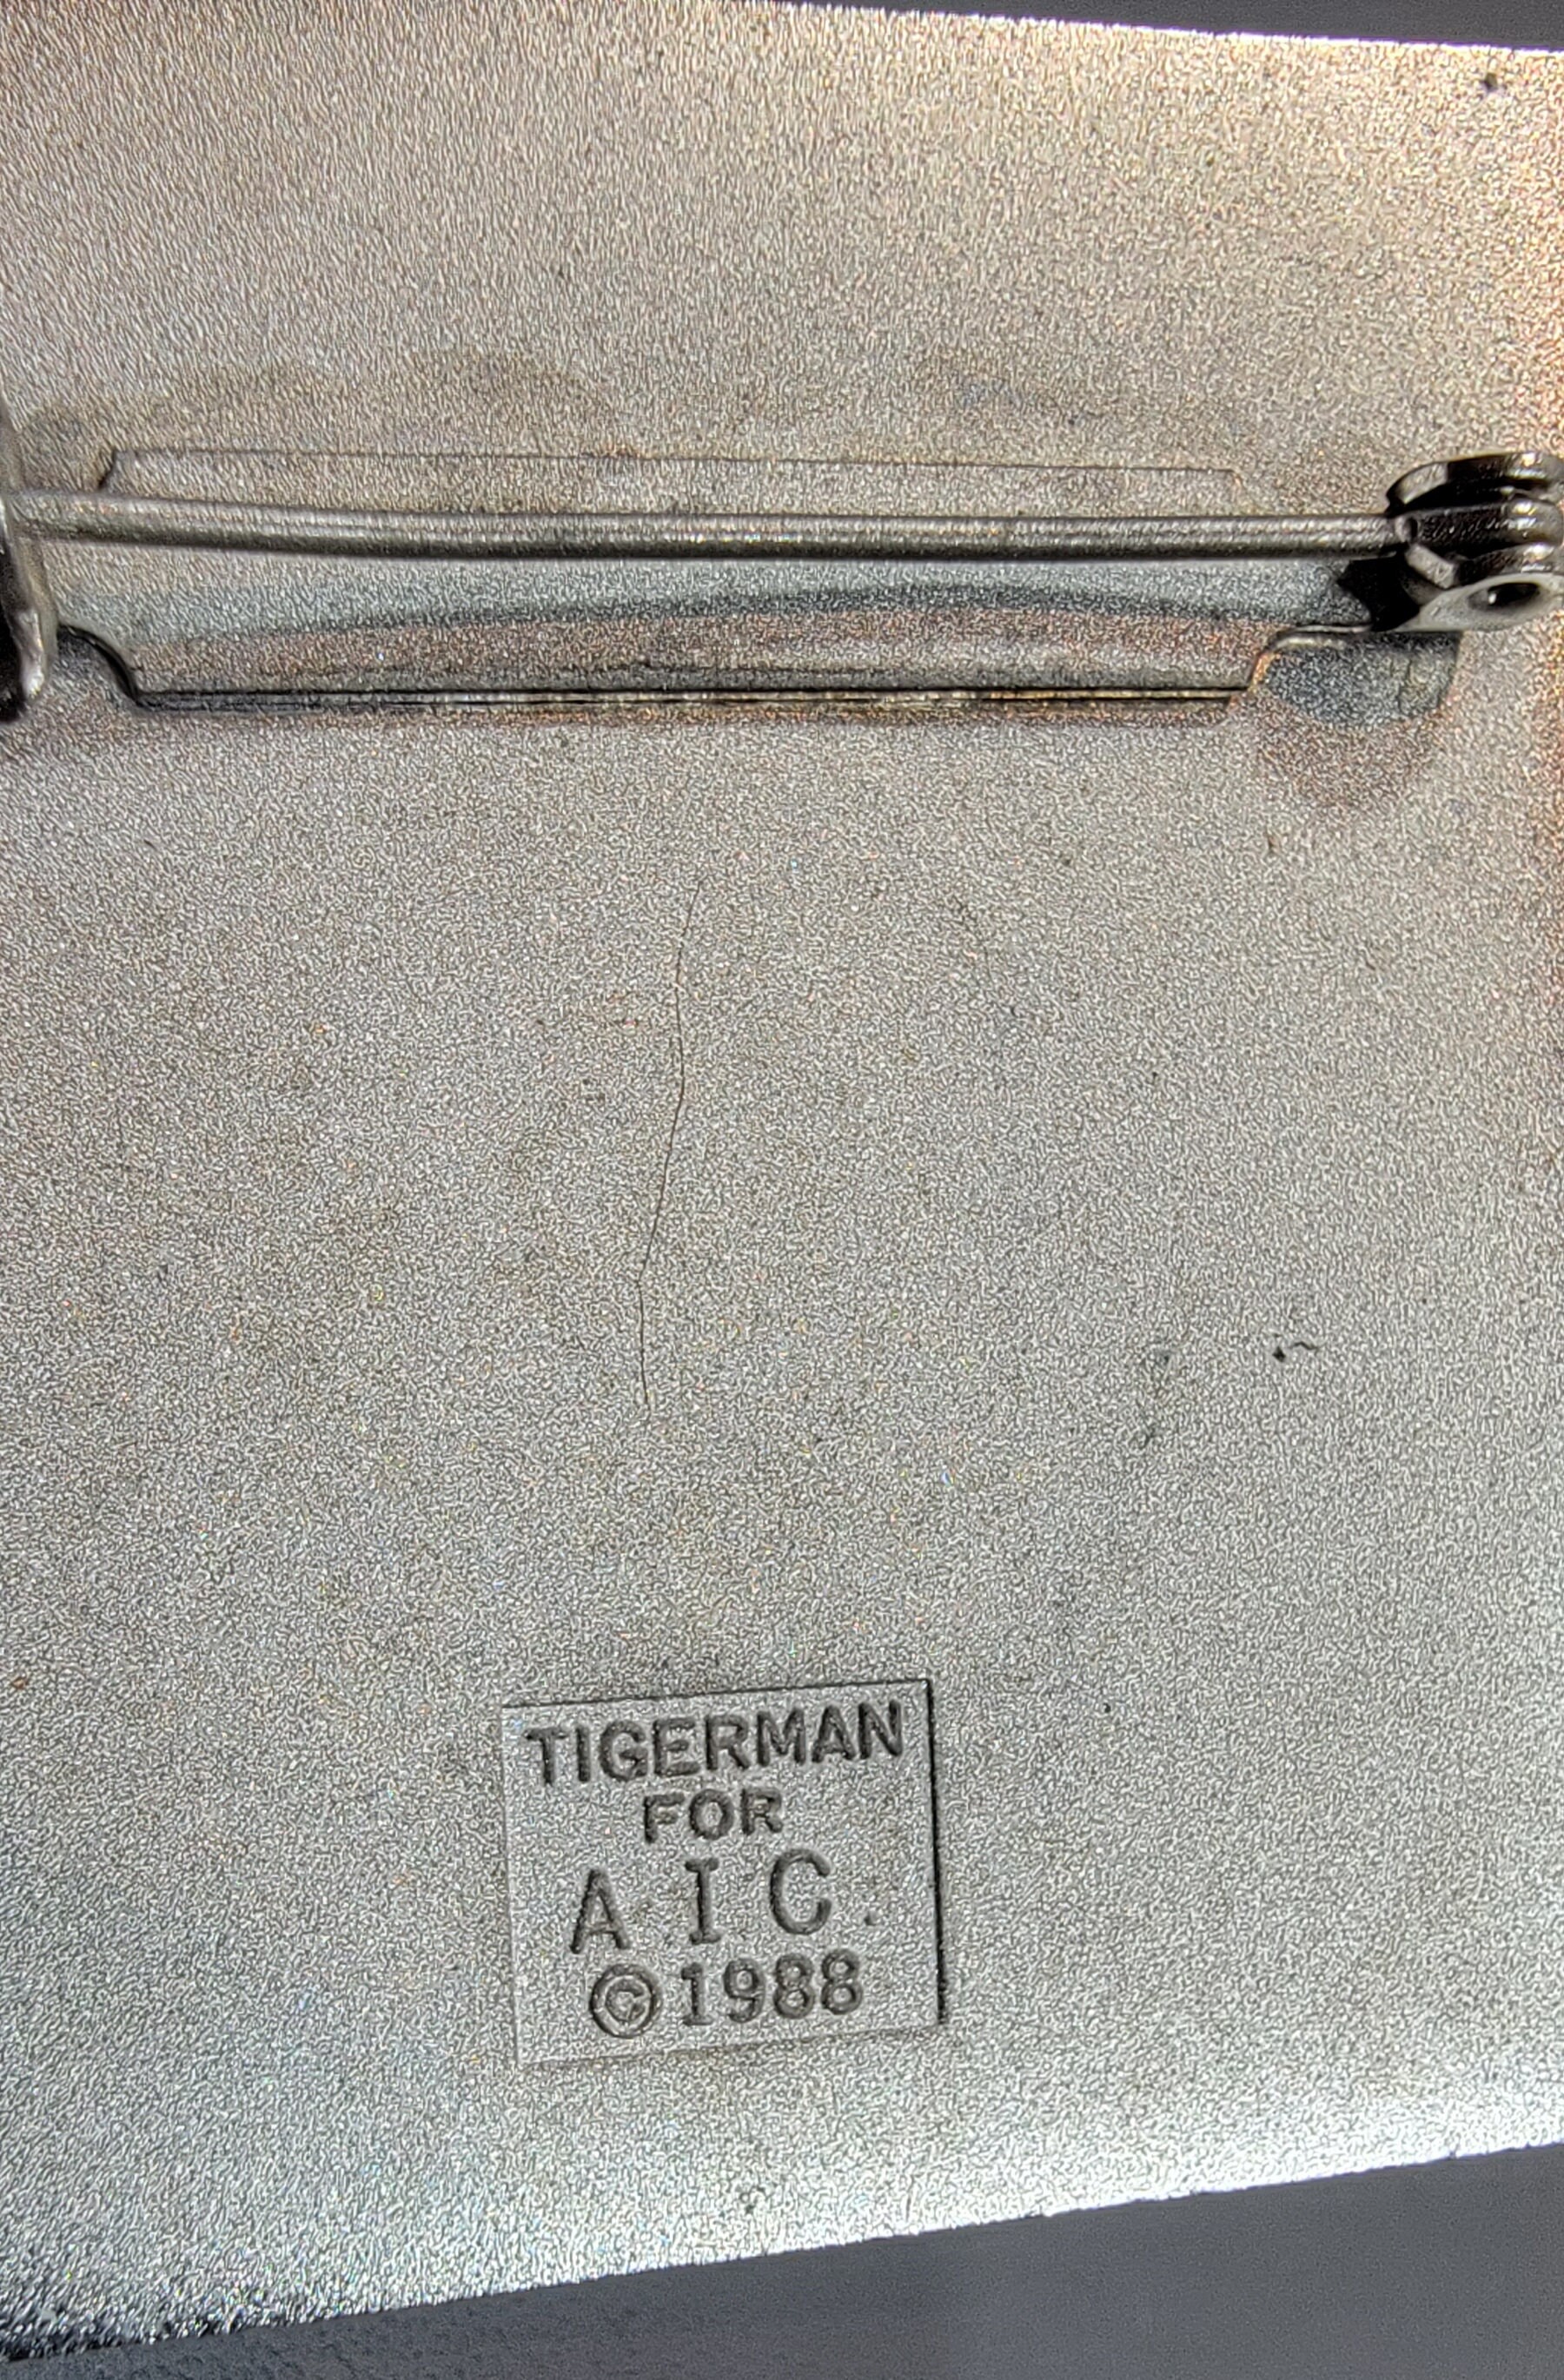 TIGERMAN
FOR
A I C
©1988